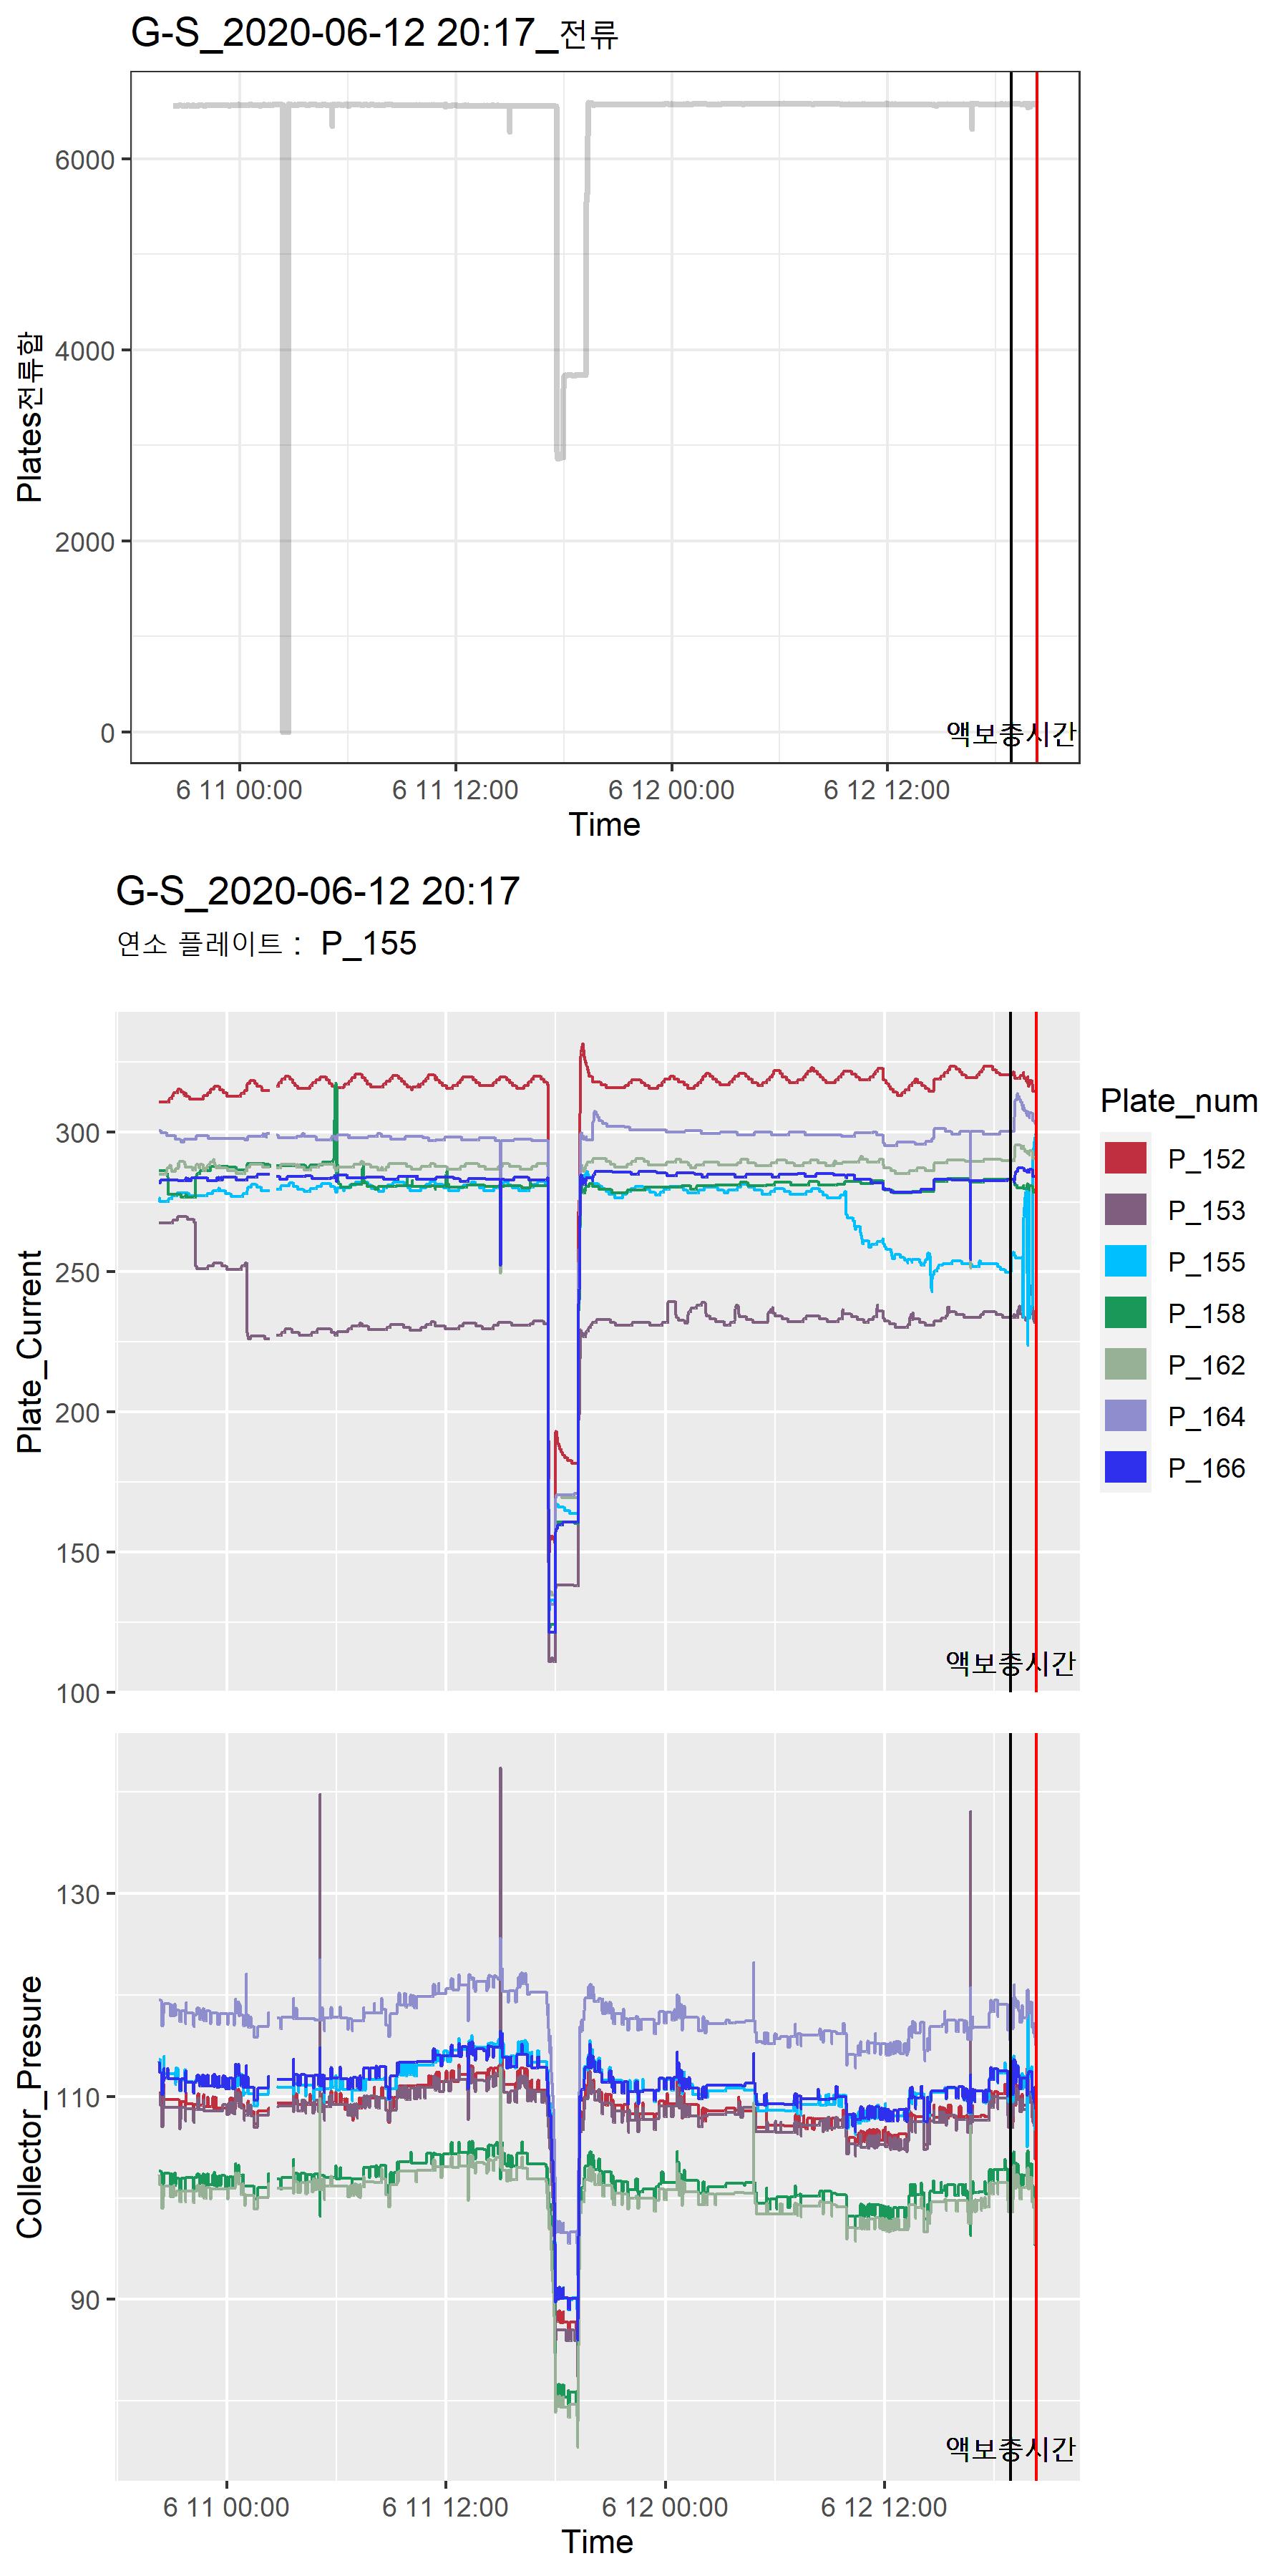 G-S_2020-06-12 20:17_전류
Plates전류합
6000
4000
2000
0
액보증시간
6 11 00:00 6 11 12:00 6 12 00:00 6 12 12:00
Time
G-S_2020-06-12 20:17
연소 플레이트 : P_155
Plate_Current
300
250
200
150
100
액보증시간
Plate_num
P_152
P_153
P_155
P_158
P_162
P_164
P_166
Collector_Presure
130
110
90
액보증시간
6 11 00:00 6 11 12:00 6 12 00:00 6 12 12:00
Time